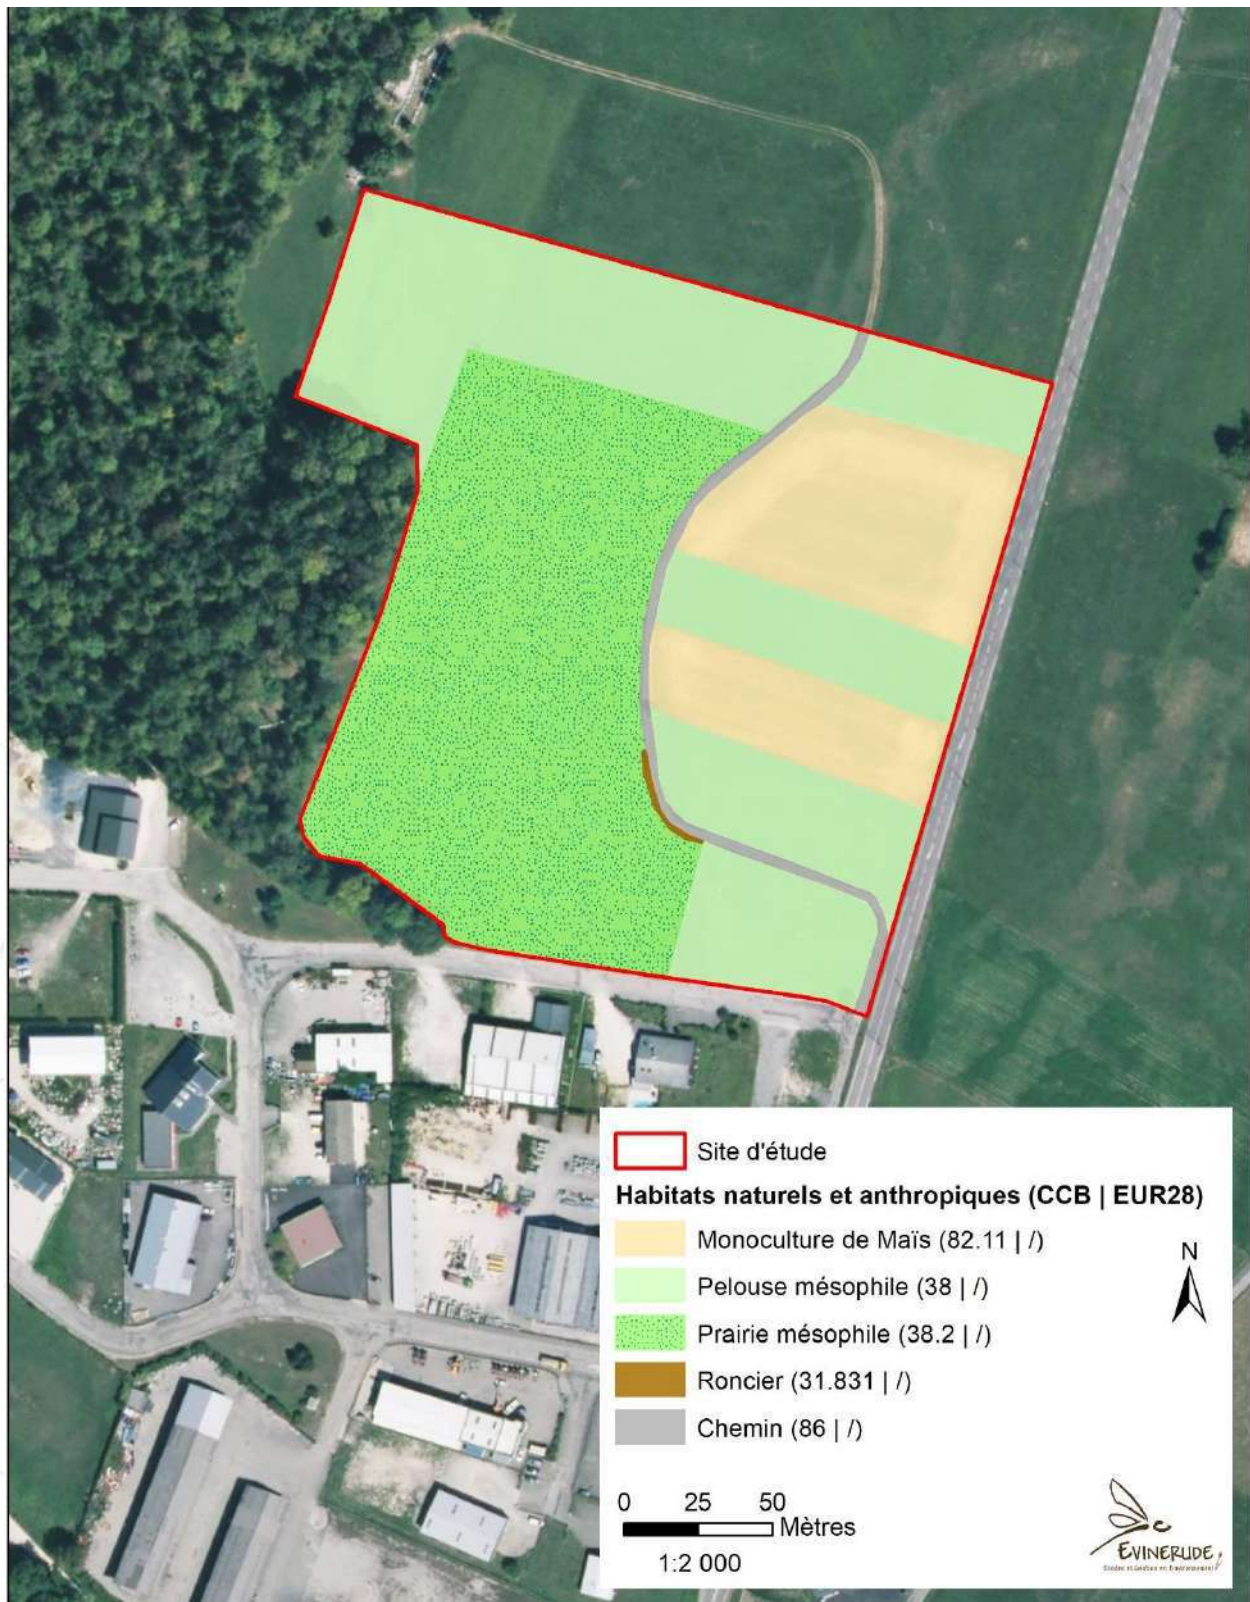 Site d'étude
Habitats naturels et anthropiques (CCB | EUR28)
Monoculture de Maïs (82.11 | /)
Pelouse mésophile (38 | /)
Prairie mésophile (38.2 | /)
Roncier (31.831 | /)
Chemin (86 | /)
N
0 25 50
Mètres
1:2 000
EVINERUDE